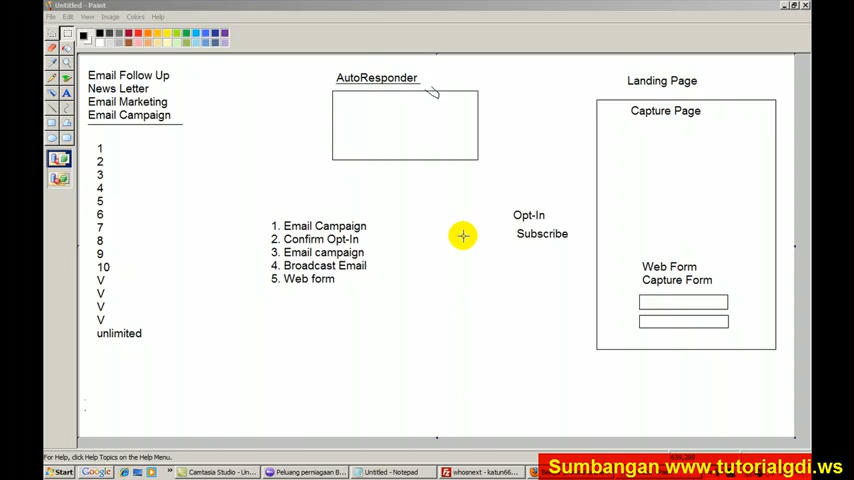 Untitled - Paint
File Edit View Image Colors Help
Email Follow Up
News Letter
Email Marketing
Email Campaign
1
2
3
4
5
6
7
8
9
10
V
V
V
V
unlimited
AutoResponder
1. Email Campaign
2. Confirm Opt-In
3. Email campaign
4. Broadcast Email
5. Web form
Opt-In
Subscribe
Landing Page
Capture Page
Web Form
Capture Form
For Help, click Help Topics on the Help Menu.
Start
Google
Camtasia Studio - Un...
Peluang perniagaan B...
Untitled - Notepad
whosnext - katun66...
Sumbangan www.tutorialgdi.ws